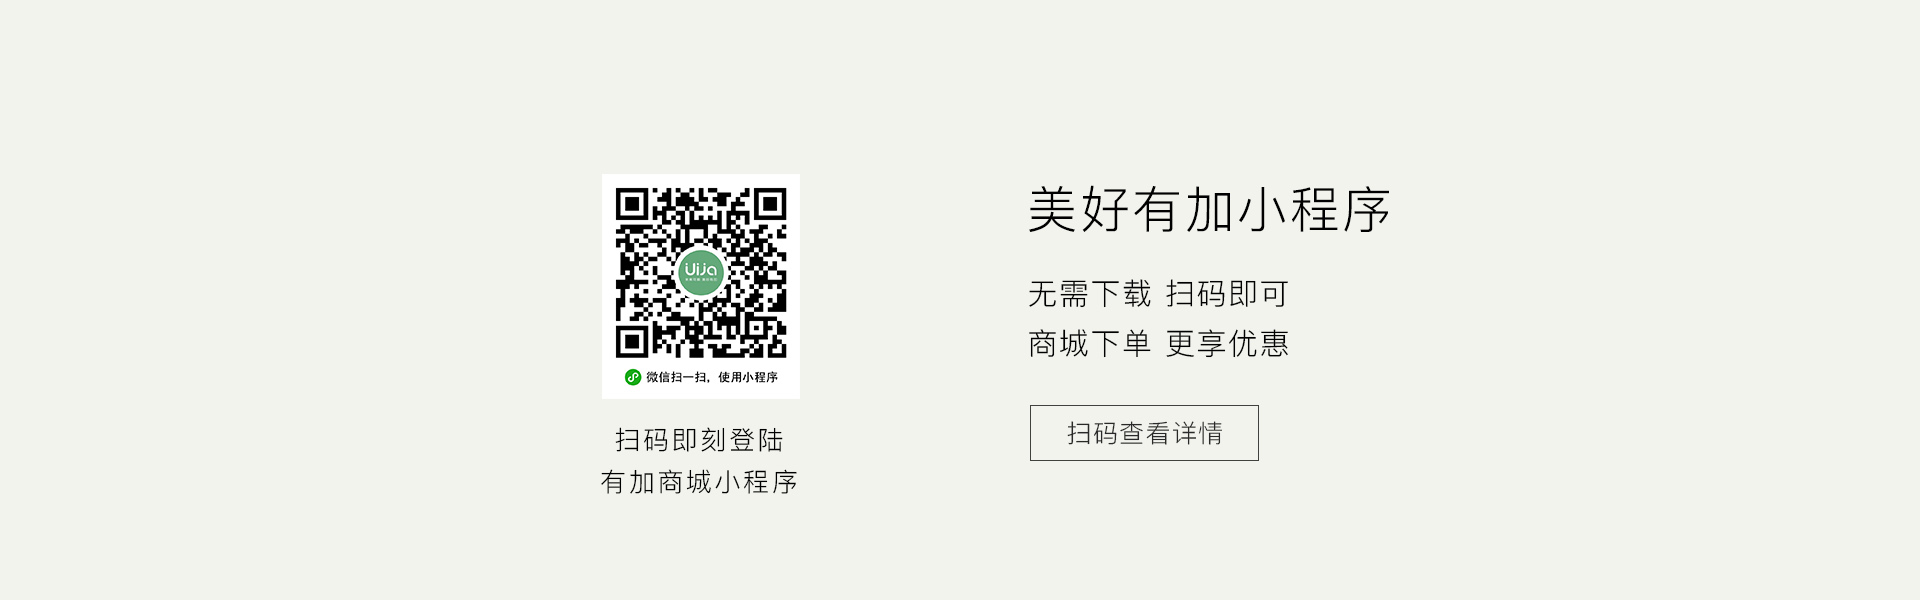 Uija
微信扫一扫，使用小程序
扫码即刻登陆
有加商城小程序
美好有加小程序
无需下载 扫码即可
商城下单 更享优惠
扫码查看详情